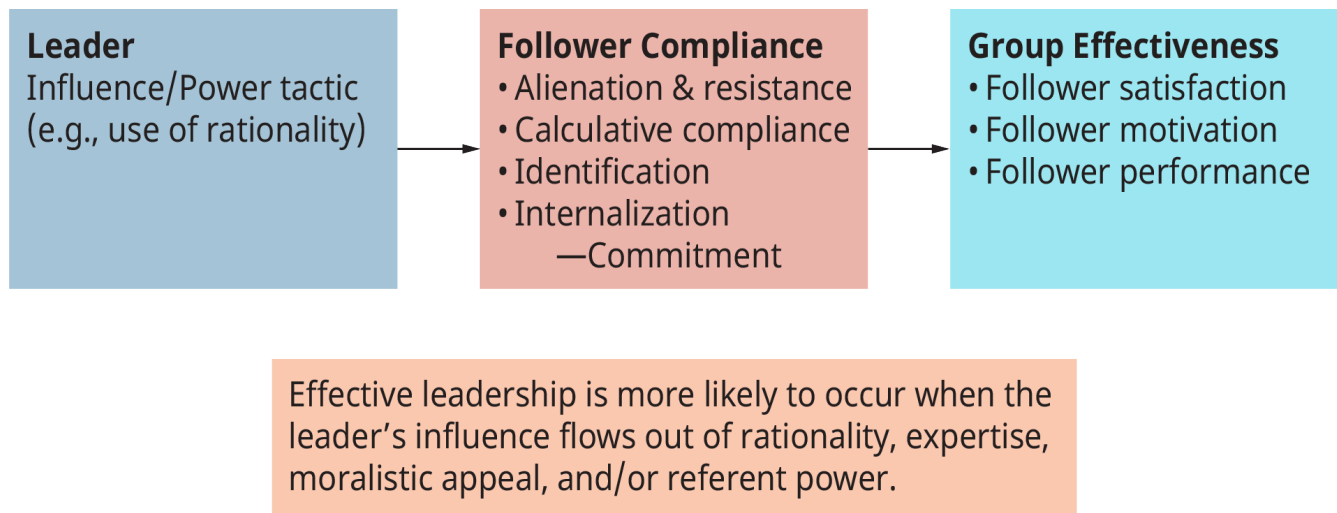 Leader
Influence/Power tactic
(e.g., use of rationality)
Follower Compliance
• Alienation & resistance
• Calculative compliance
• Identification
• Internalization
—Commitment
Group Effectiveness
• Follower satisfaction
• Follower motivation
• Follower performance
Effective leadership is more likely to occur when the
leader’s influence flows out of rationality, expertise,
moralistic appeal, and/or referent power.